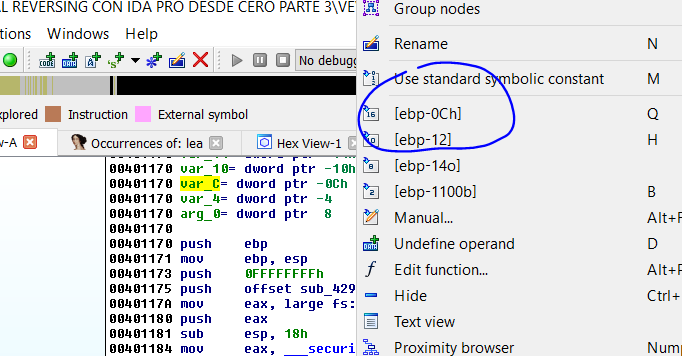 AL REVERSING CON IDA PRO DESDE CERO PARTE 3\VE
tions Windows Help
No debugg
xplored Instruction External symbol
w-A Occurrences of: lea Hex View-1
00401170 var_10= dword ptr -10h
00401170 var_C= dword ptr -0Ch
00401170 var_4= dword ptr -4
00401170 arg_0= dword ptr 8
00401170
00401170 push ebp
00401171 mov ebp, esp
00401173 push 0FFFFFFFFh
00401175 push offset sub_429
0040117A mov eax, large fs:
00401180 push eax
00401181 sub esp, 18h
00401184 mov eax, ___securi
Group nodes
Rename N
Use standard symbolic constant M
[ebp-0Ch] Q
[ebp-12] H
[ebp-14o]
[ebp-1100b] B
Manual... Alt+F
Undefine operand D
Edit function... Alt+F
Hide Ctrl+
Text view
Proximity browser Nump